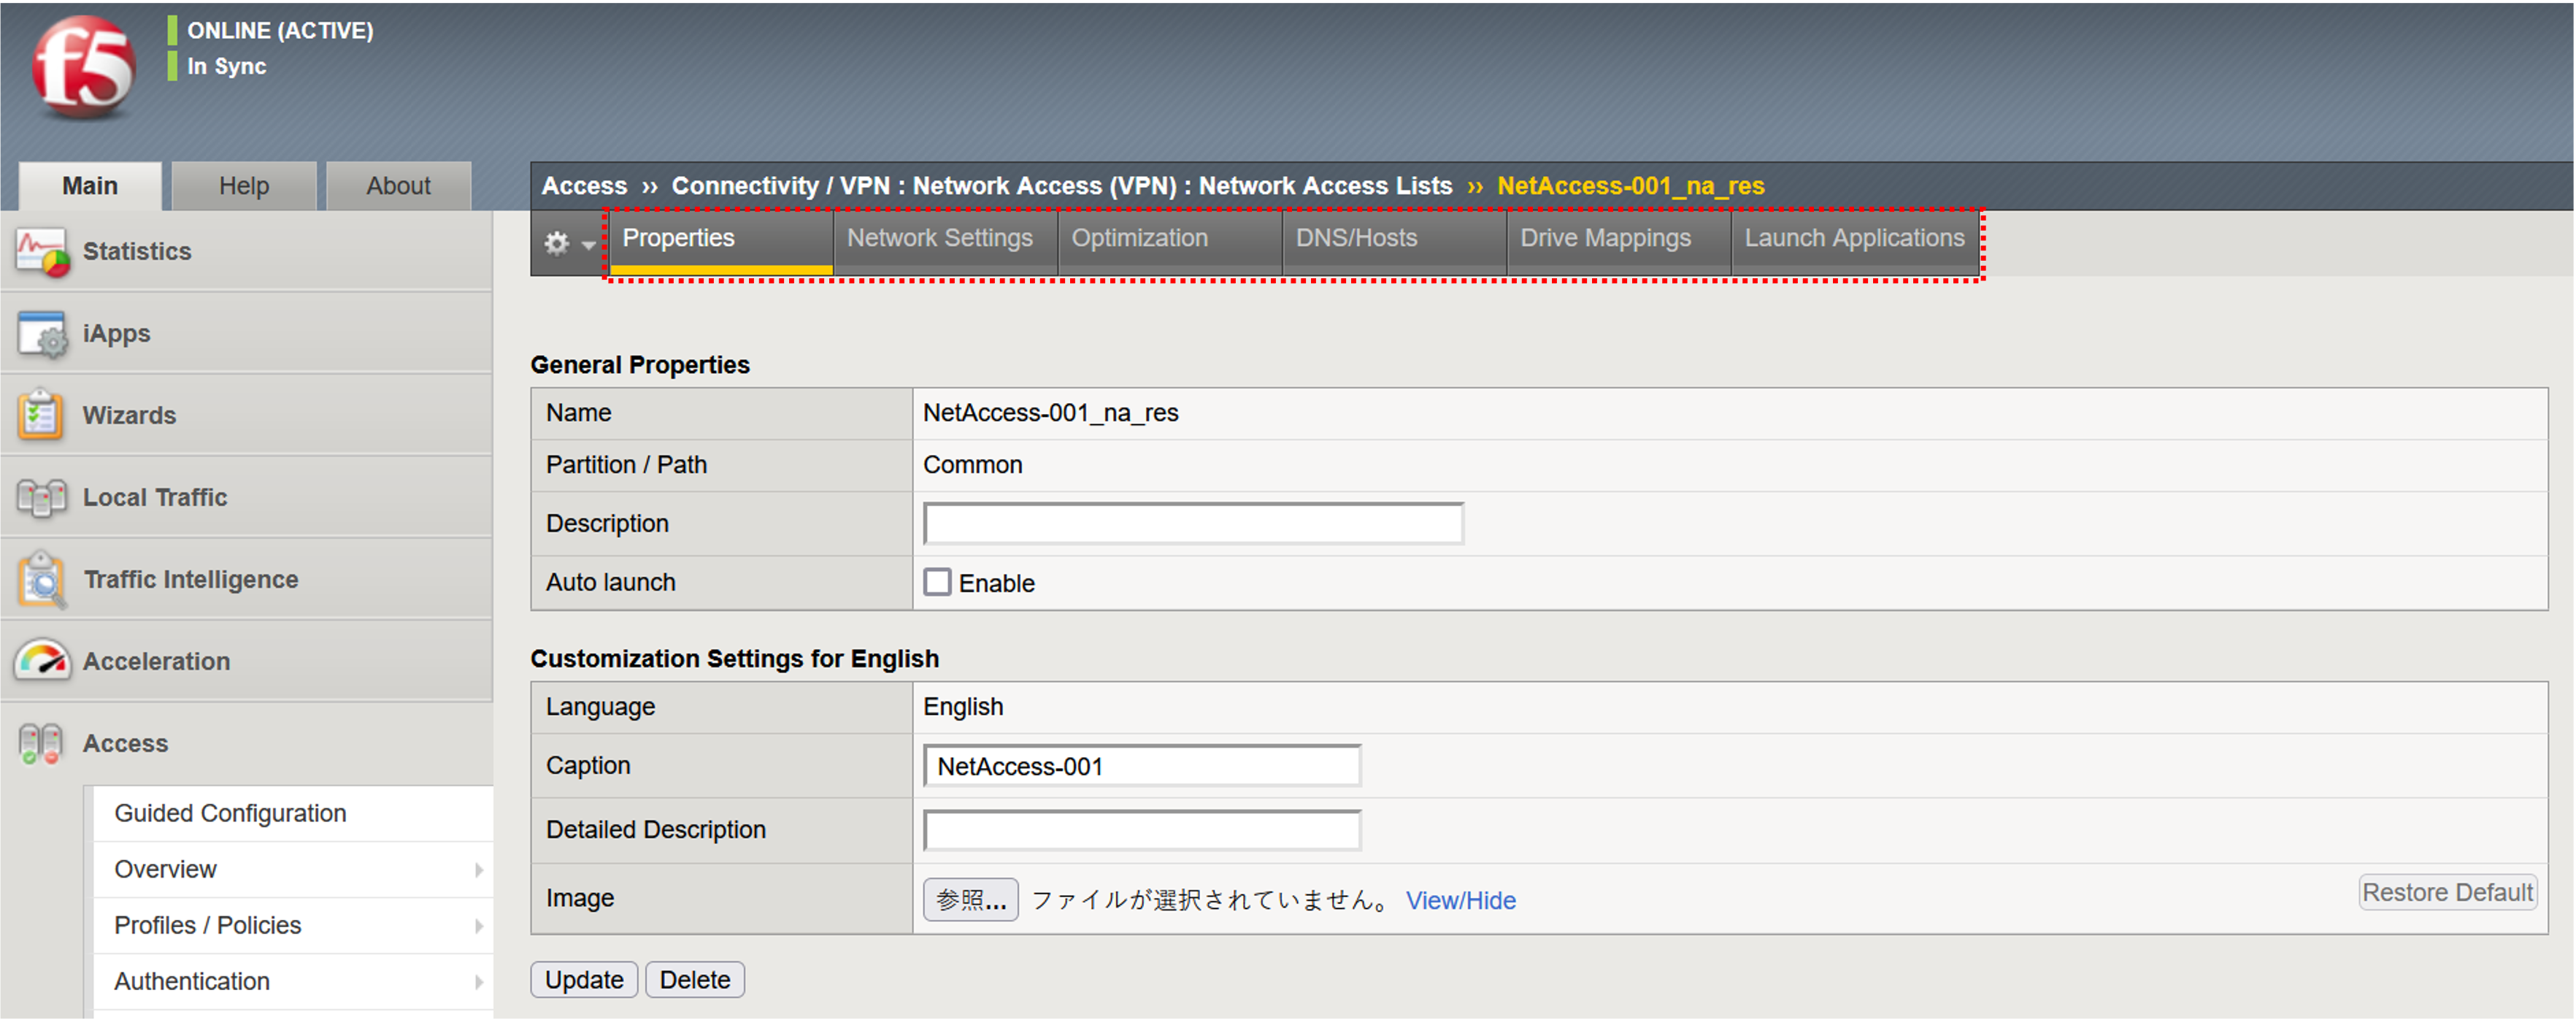 f5
ONLINE (ACTIVE)
In Sync
Main Help About
Access ›› Connectivity / VPN : Network Access (VPN) : Network Access Lists ›› NetAccess-001_na_res
Properties Network Settings Optimization DNS/Hosts Drive Mappings Launch Applications
Statistics
iApps
Wizards
Local Traffic
Traffic Intelligence
Acceleration
Access
Guided Configuration
Overview
Profiles / Policies
Authentication
General Properties
Name NetAccess-001_na_res
Partition / Path Common
Description
Auto launch Enable
Customization Settings for English
Language English
Caption NetAccess-001
Detailed Description
Image 参照... ファイルが選択されていません。 View/Hide Restore Default
Update Delete